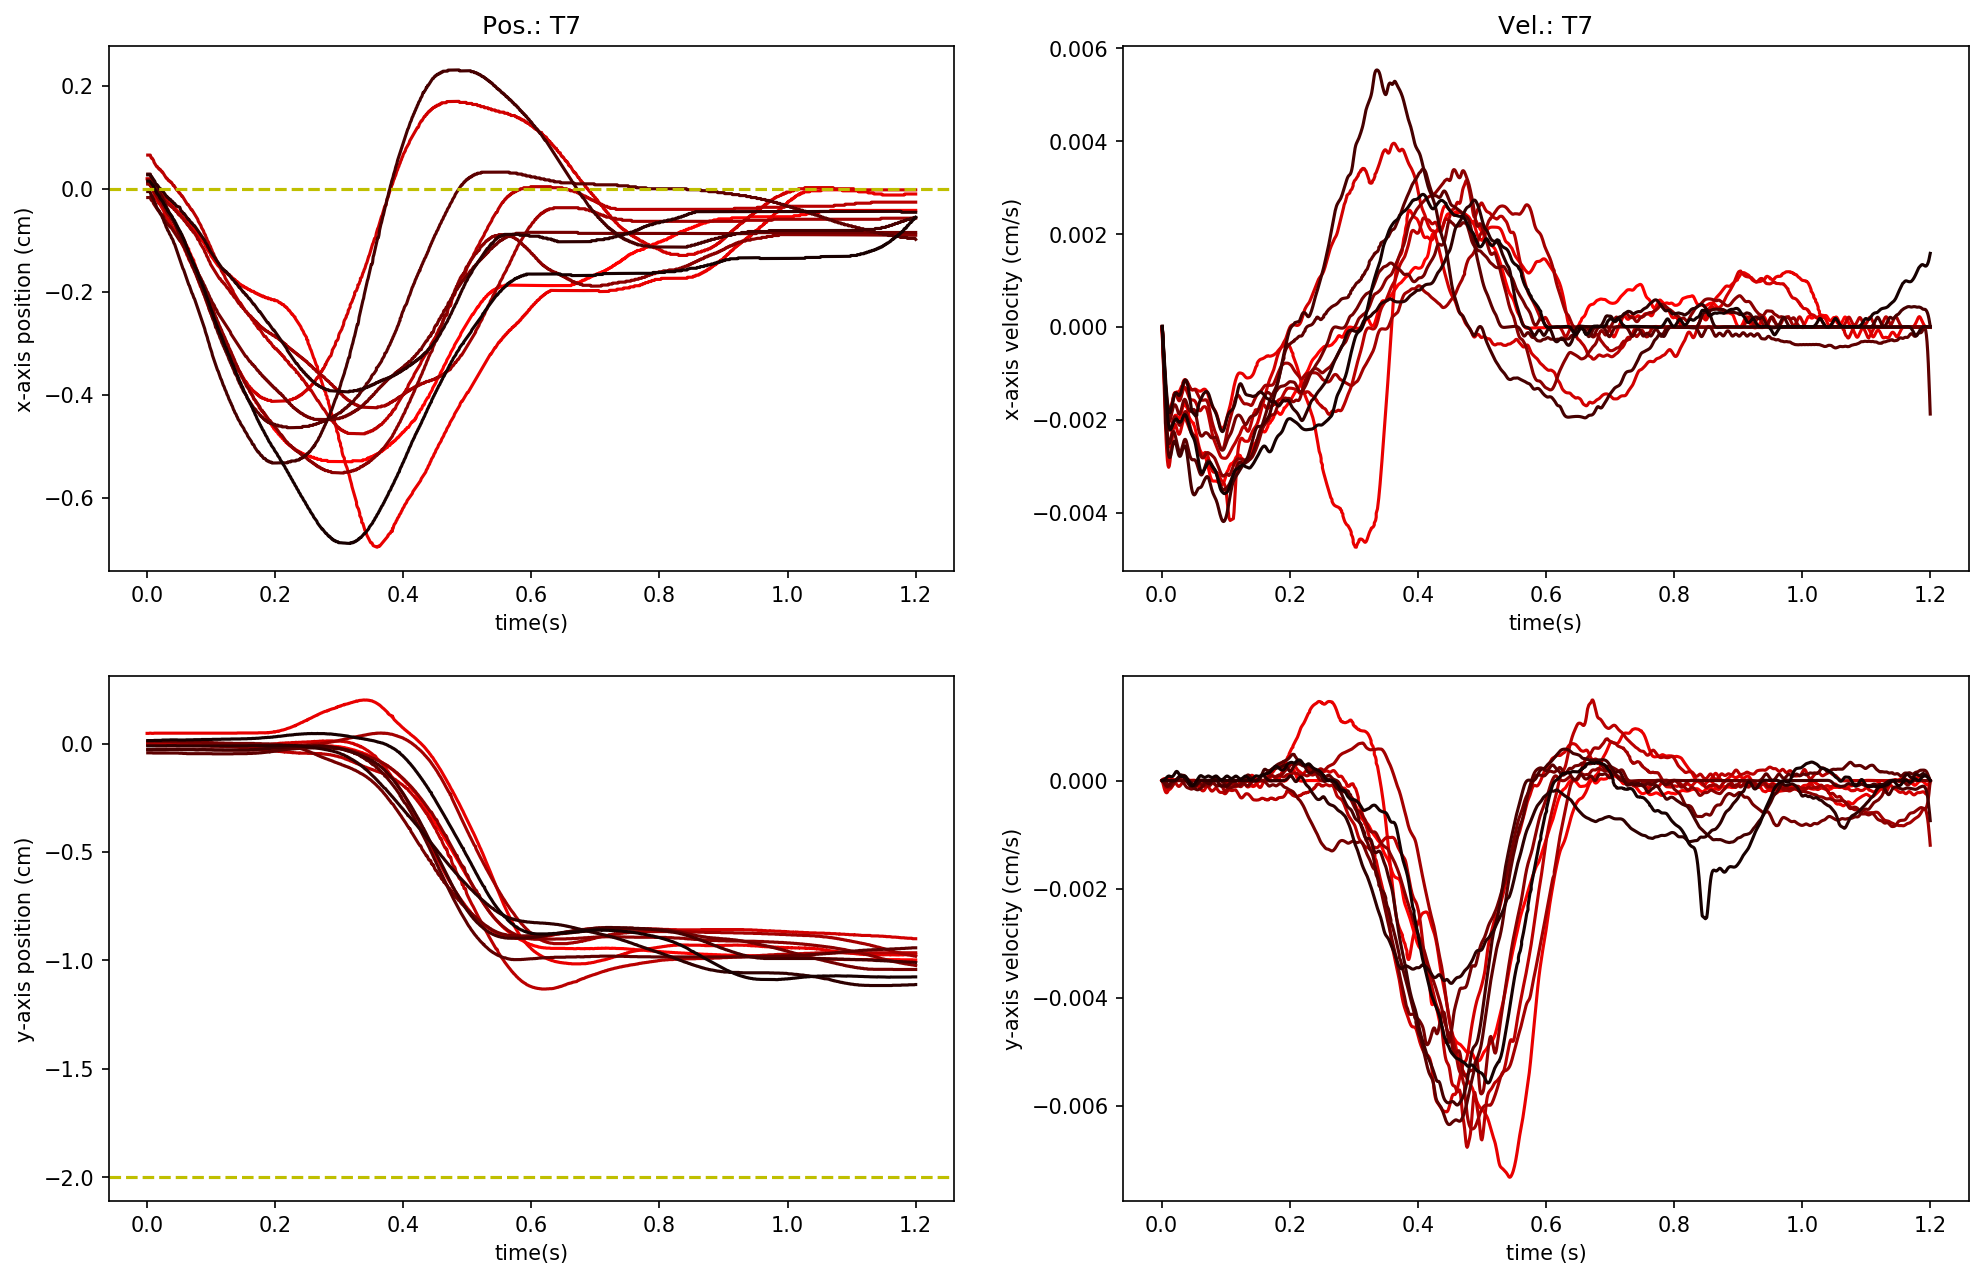 Pos.: T7
Vel.: T7
x-axis position (cm)
0.2
0.0
−0.2
−0.4
−0.6
0.0 0.2 0.4 0.6 0.8 1.0 1.2
time(s)
x-axis velocity (cm/s)
0.006
0.004
0.002
0.000
−0.002
−0.004
0.0 0.2 0.4 0.6 0.8 1.0 1.2
time(s)
y-axis position (cm)
0.0
−0.5
−1.0
−1.5
−2.0
0.0 0.2 0.4 0.6 0.8 1.0 1.2
time(s)
y-axis velocity (cm/s)
0.000
−0.002
−0.004
−0.006
0.0 0.2 0.4 0.6 0.8 1.0 1.2
time (s)